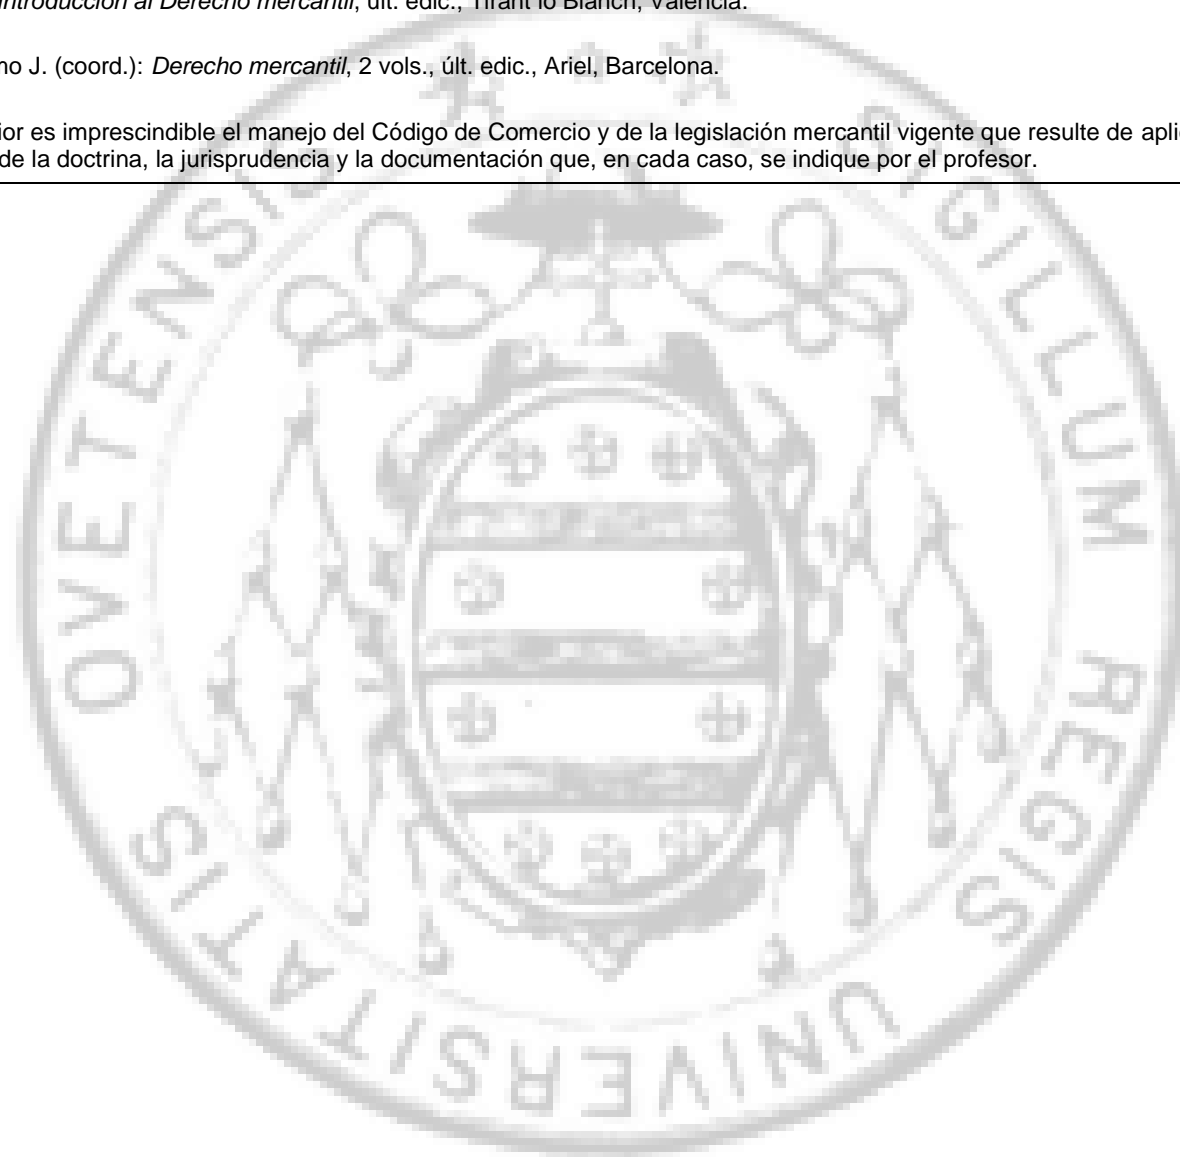 Introducción al Derecho mercantil, últ. edic., Tirant lo Blanch, Valencia.
no J. (coord.): Derecho mercantil, 2 vols., últ. edic., Ariel, Barcelona.
ior es imprescindible el manejo del Código de Comercio y de la legislación mercantil vigente que resulte de apli
de la doctrina, la jurisprudencia y la documentación que, en cada caso, se indique por el profesor.
SIGILLUM REGIS UNIVERSITATIS OVETENSIS